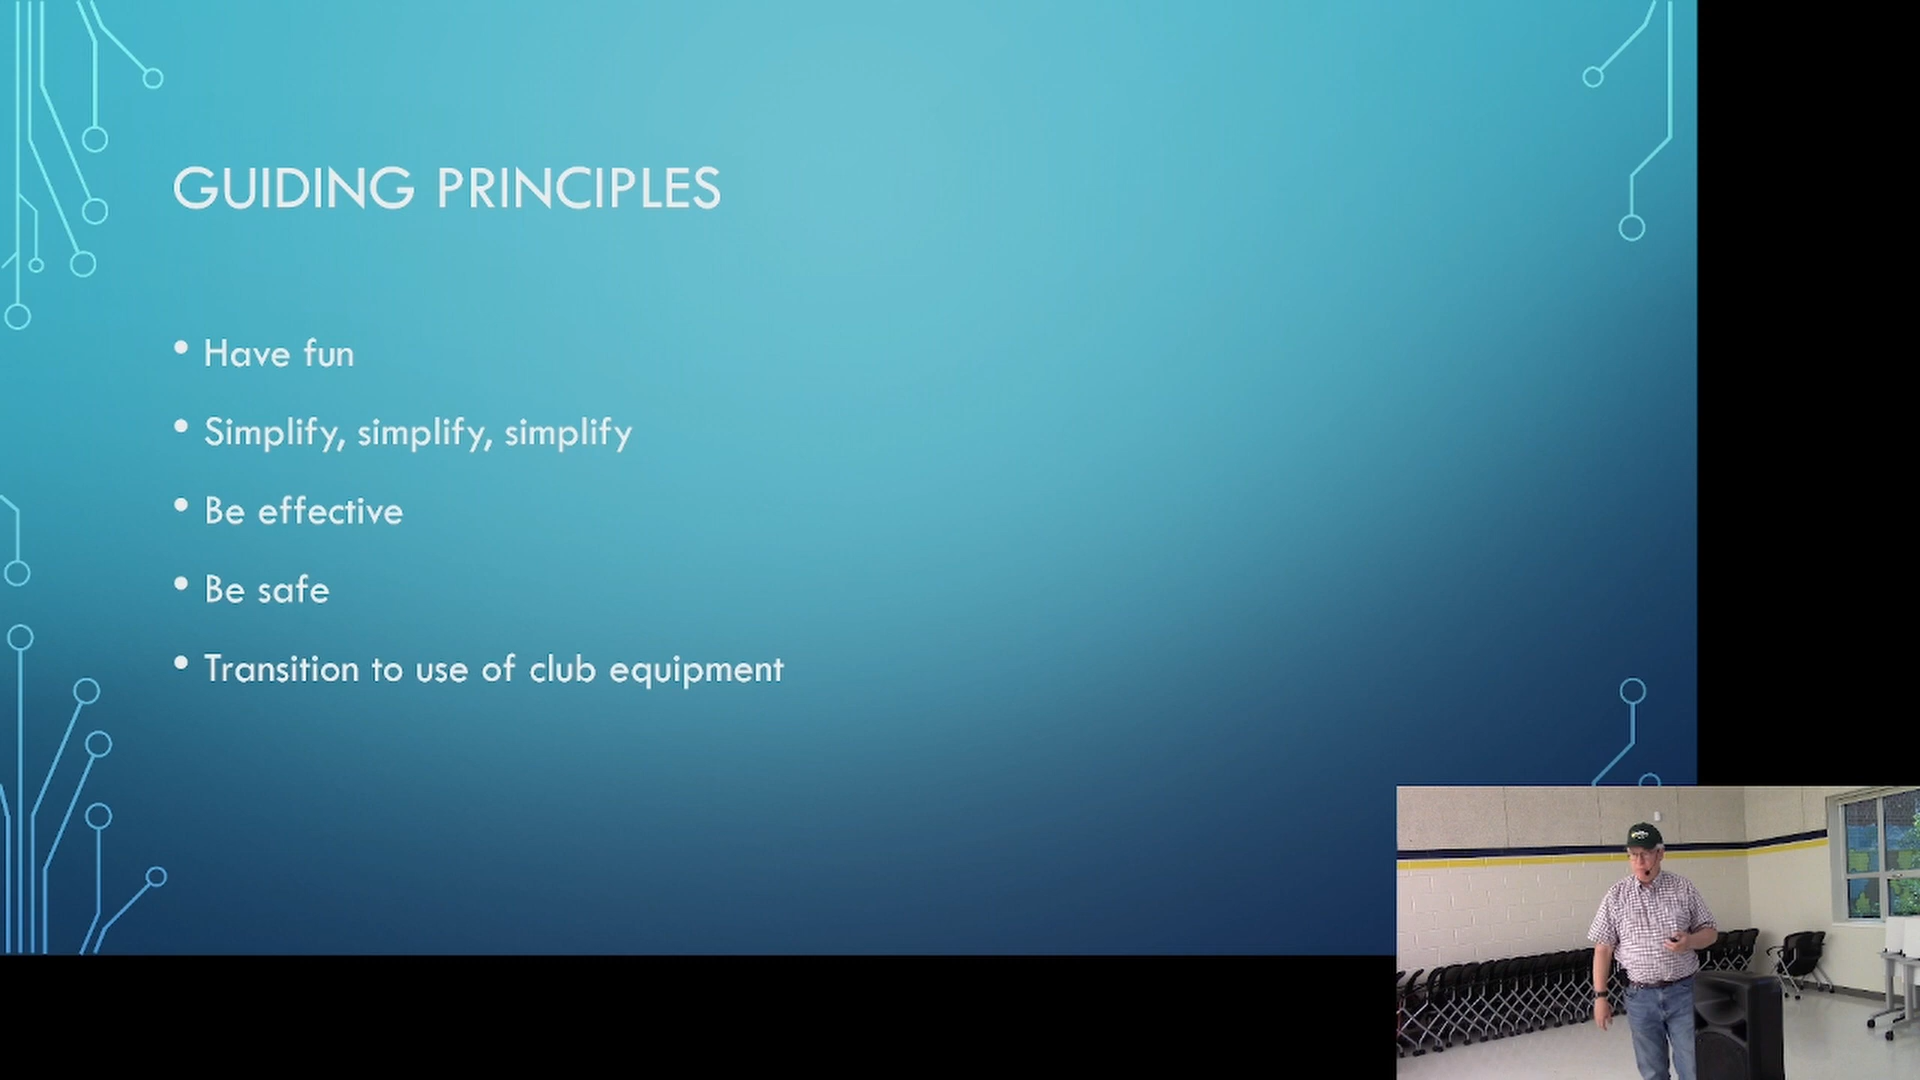 GUIDING PRINCIPLES
• Have fun
• Simplify, simplify, simplify
• Be effective
• Be safe
• Transition to use of club equipment